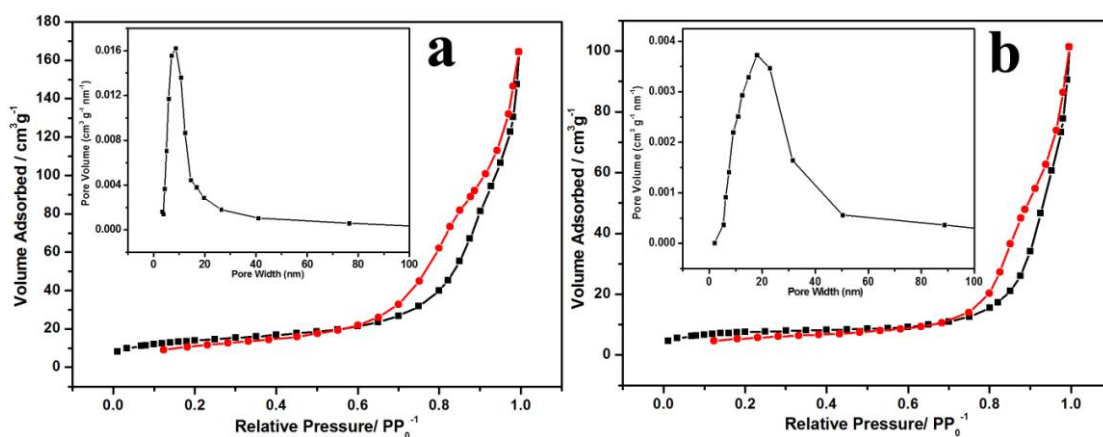 a
Volume Adsorbed / cm³g⁻¹
180
160
140
120
100
80
60
40
20
0
0.0 0.2 0.4 0.6 0.8 1.0
Relative Pressure/ PP₀⁻¹
Pore Volume (cm³ g⁻¹ nm⁻¹)
0.016
0.012
0.008
0.004
0.000
0 20 40 60 80 100
Pore Width (nm)
b
Volume Adsorbed / cm³g⁻¹
100
80
60
40
20
0
0.0 0.2 0.4 0.6 0.8 1.0
Relative Pressure/ PP₀⁻¹
Pore Volume (cm³ g⁻¹ nm⁻¹)
0.004
0.003
0.002
0.001
0.000
0 20 40 60 80 100
Pore Width (nm)